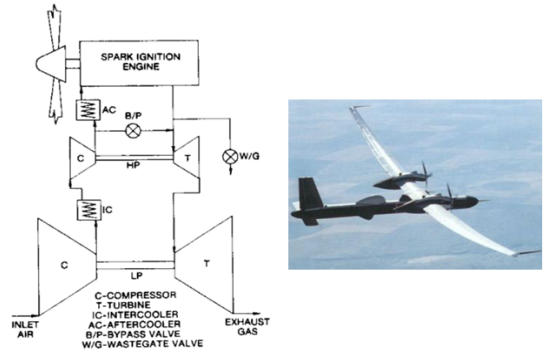 SPARK IGNITION
ENGINE
AC
B/P
C
T
HP
W/G
IC
C
T
LP
C-COMPRESSOR
T-TURBINE
IC-INTERCOOLER
AC-AFTERCOOLER
B/P-BYPASS VALVE
W/G-WASTEGATE VALVE
INLET
AIR
EXHAUST
GAS